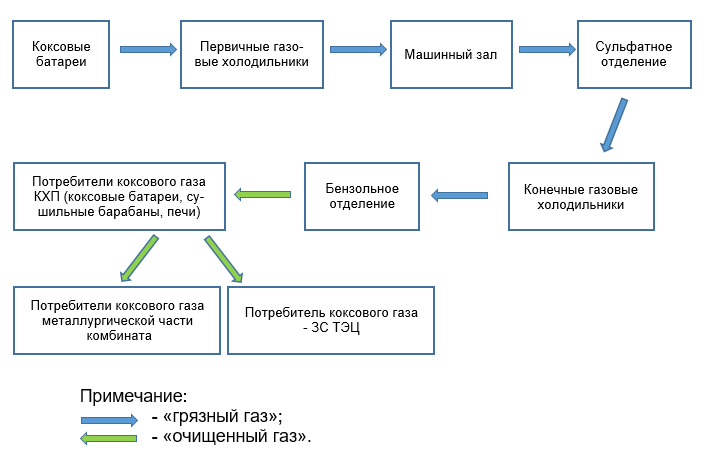 Коксовые
батареи
Первичные газо-
вые холодильники
Машинный зал
Сульфатное
отделение
Потребители коксового газа
КХП (коксовые батареи, су-
шильные барабаны, печи)
Бензольное
отделение
Конечные газовые
холодильники
Потребители коксового газа
металлургической части
комбината
Потребитель коксового газа
- ЗС ТЭЦ
Примечание:
- «грязный газ»;
- «очищенный газ».